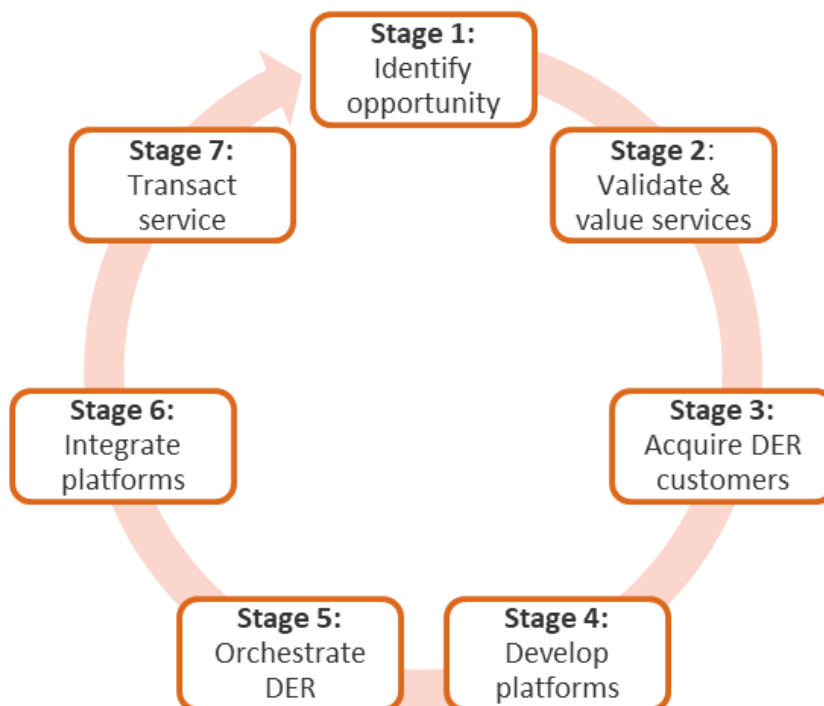 Stage 1:
Identify
opportunity
Stage 2:
Validate &
value services
Stage 3:
Acquire DER
customers
Stage 4:
Develop
platforms
Stage 5:
Orchestrate
DER
Stage 6:
Integrate
platforms
Stage 7:
Transact
service